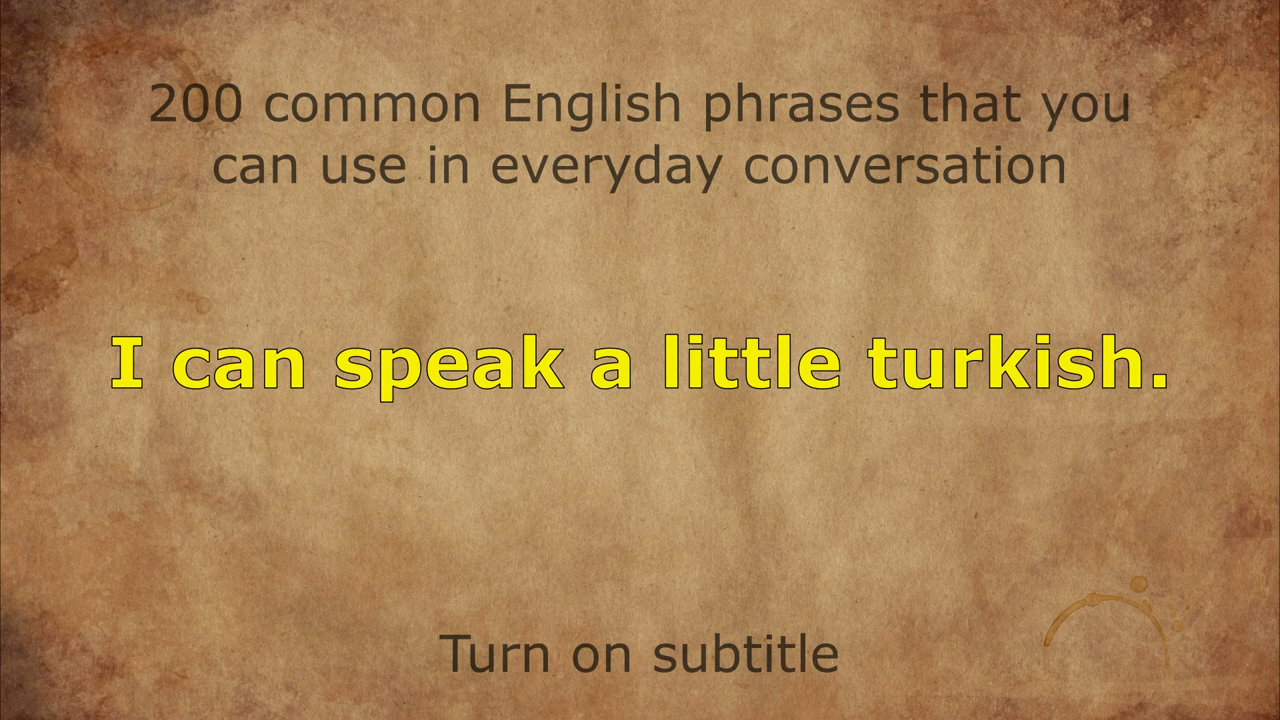 200 common English phrases that you
can use in everyday conversation
I can speak a little turkish.
Turn on subtitle